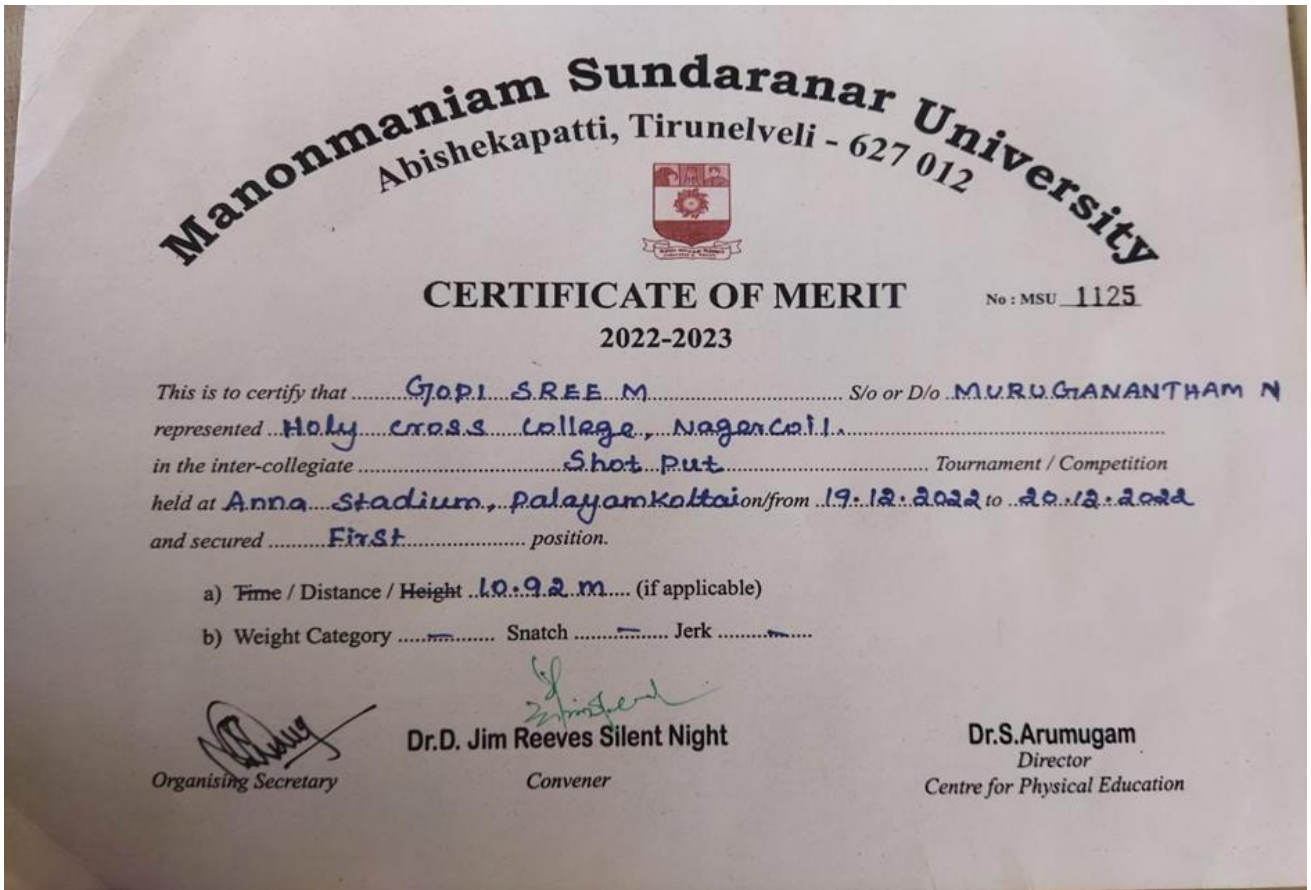 Manonmaniam Sundaranar University
Abishekapatti, Tirunelveli - 627 012
CERTIFICATE OF MERIT
No : MSU 1125
2022-2023
This is to certify that ......... GOPI SREE M ......... S/o or D/o MURUGANANTHAM N
represented Holy cross college, Nagercoil.
in the inter-collegiate ......... Shot Put ......... Tournament / Competition
held at Anna Stadium, Palayamkottai on/from 19.12.2022 to 20.12.2022
and secured ......... First ......... position.
a) Time / Distance / Height 10.92 m .... (if applicable)
b) Weight Category ....–.... Snatch ....–.... Jerk ....–....
Dr.D. Jim Reeves Silent Night
Dr.S.Arumugam
Organising Secretary
Convener
Director
Centre for Physical Education